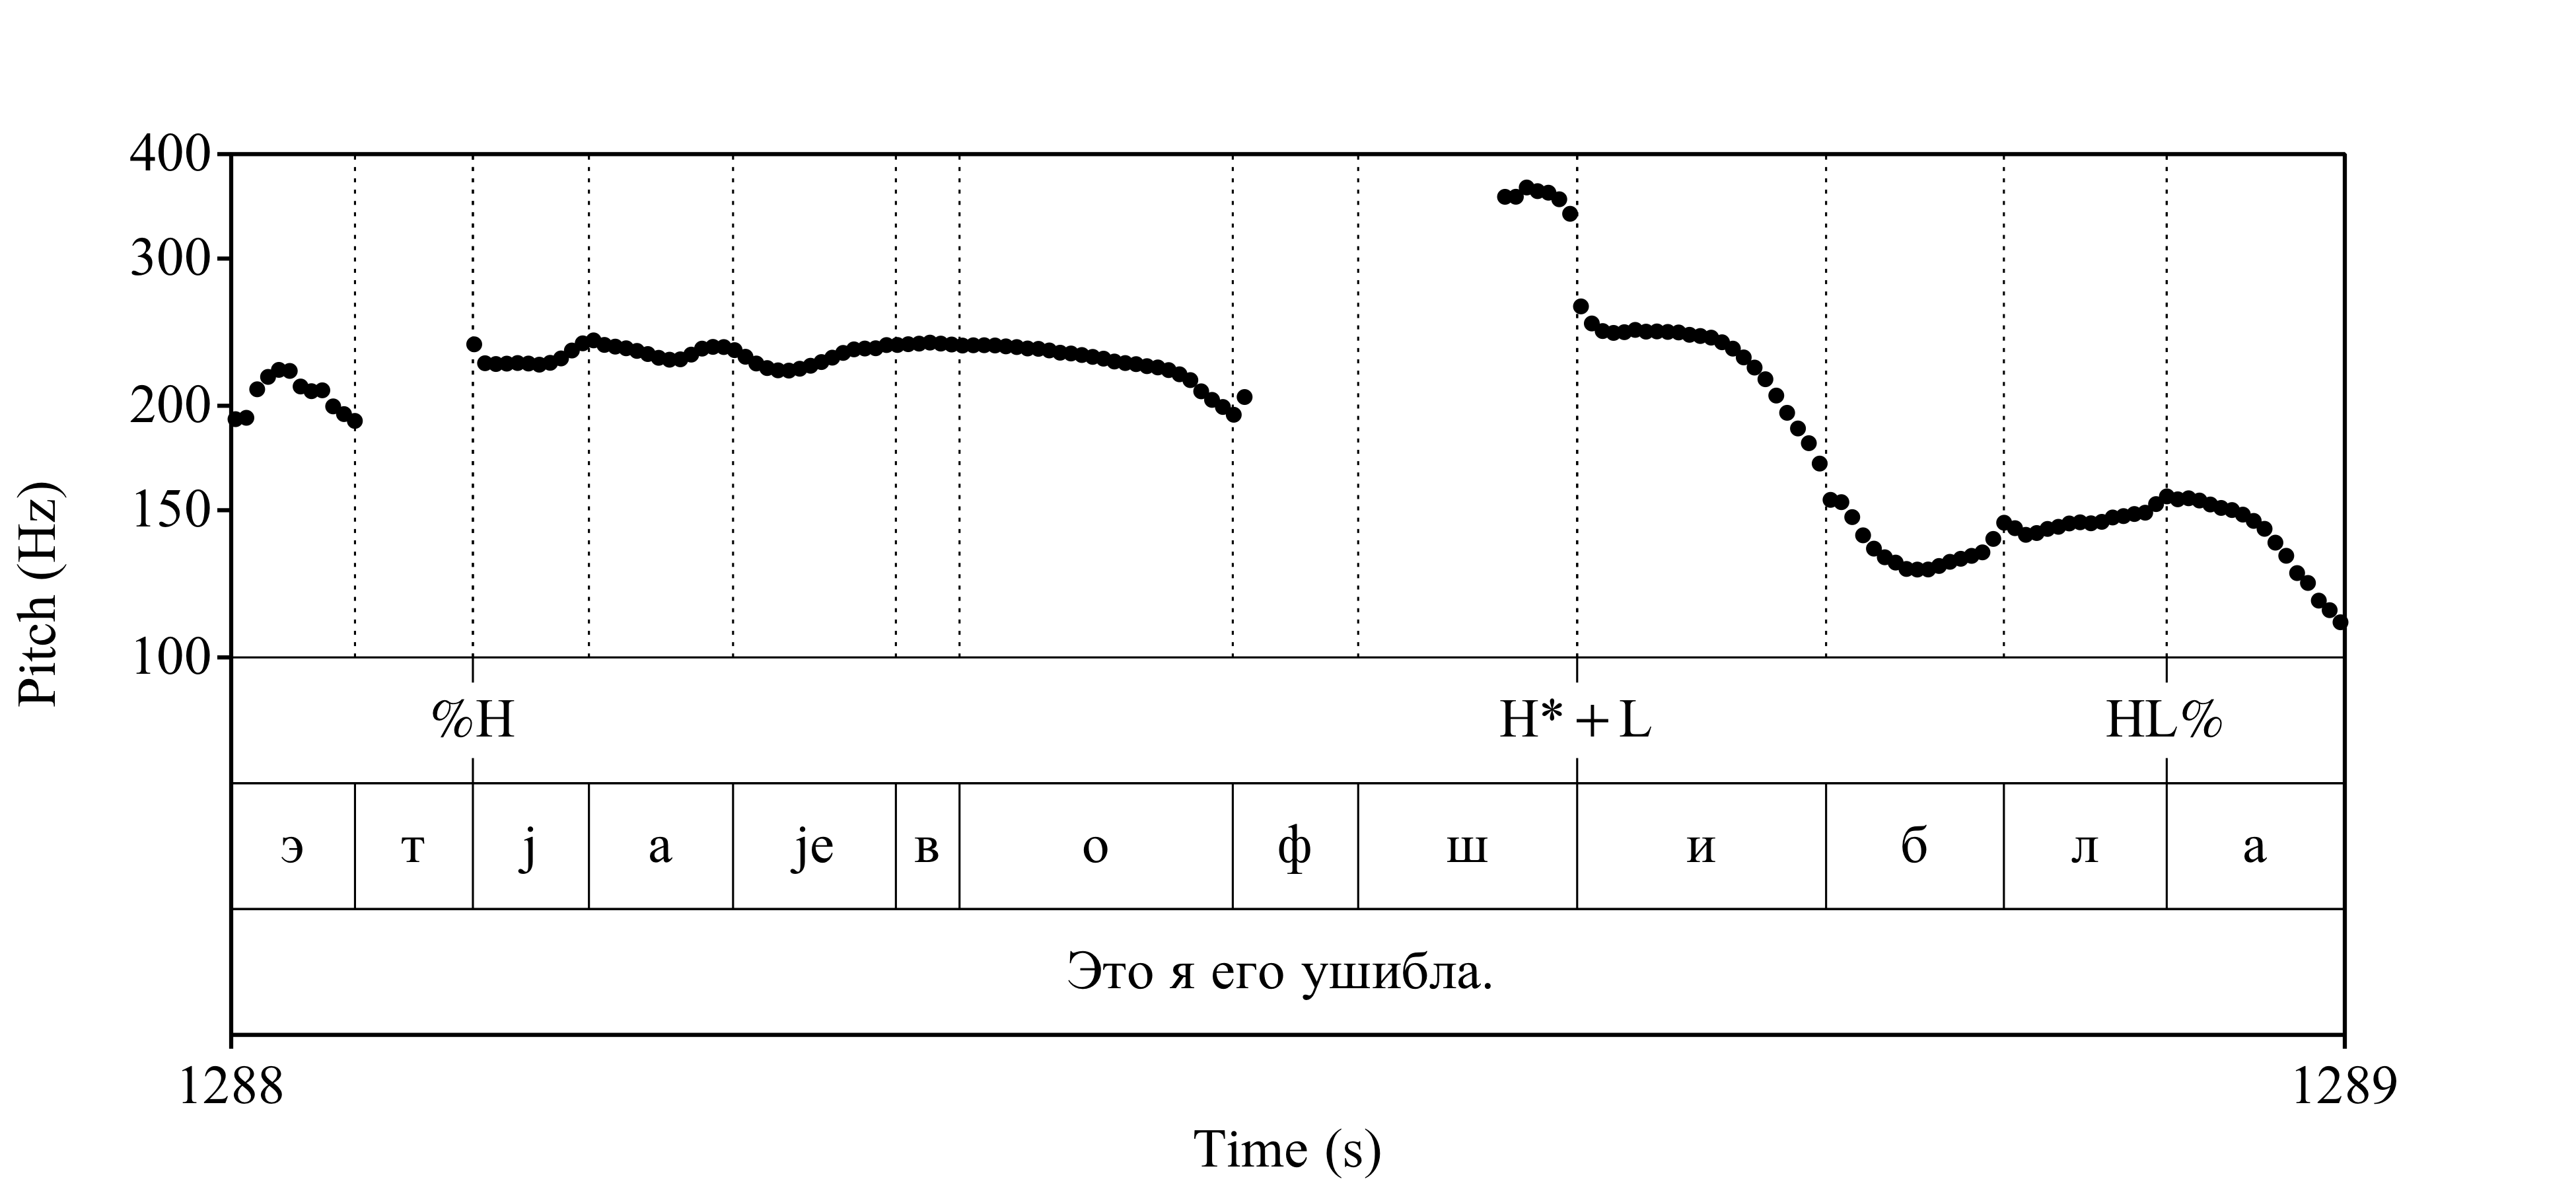 400
300
200
150
100
Pitch (Hz)
%H H*+L HL%
э т j а je в о ф ш и б л а
Это я его ушибла.
1288 1289
Time (s)